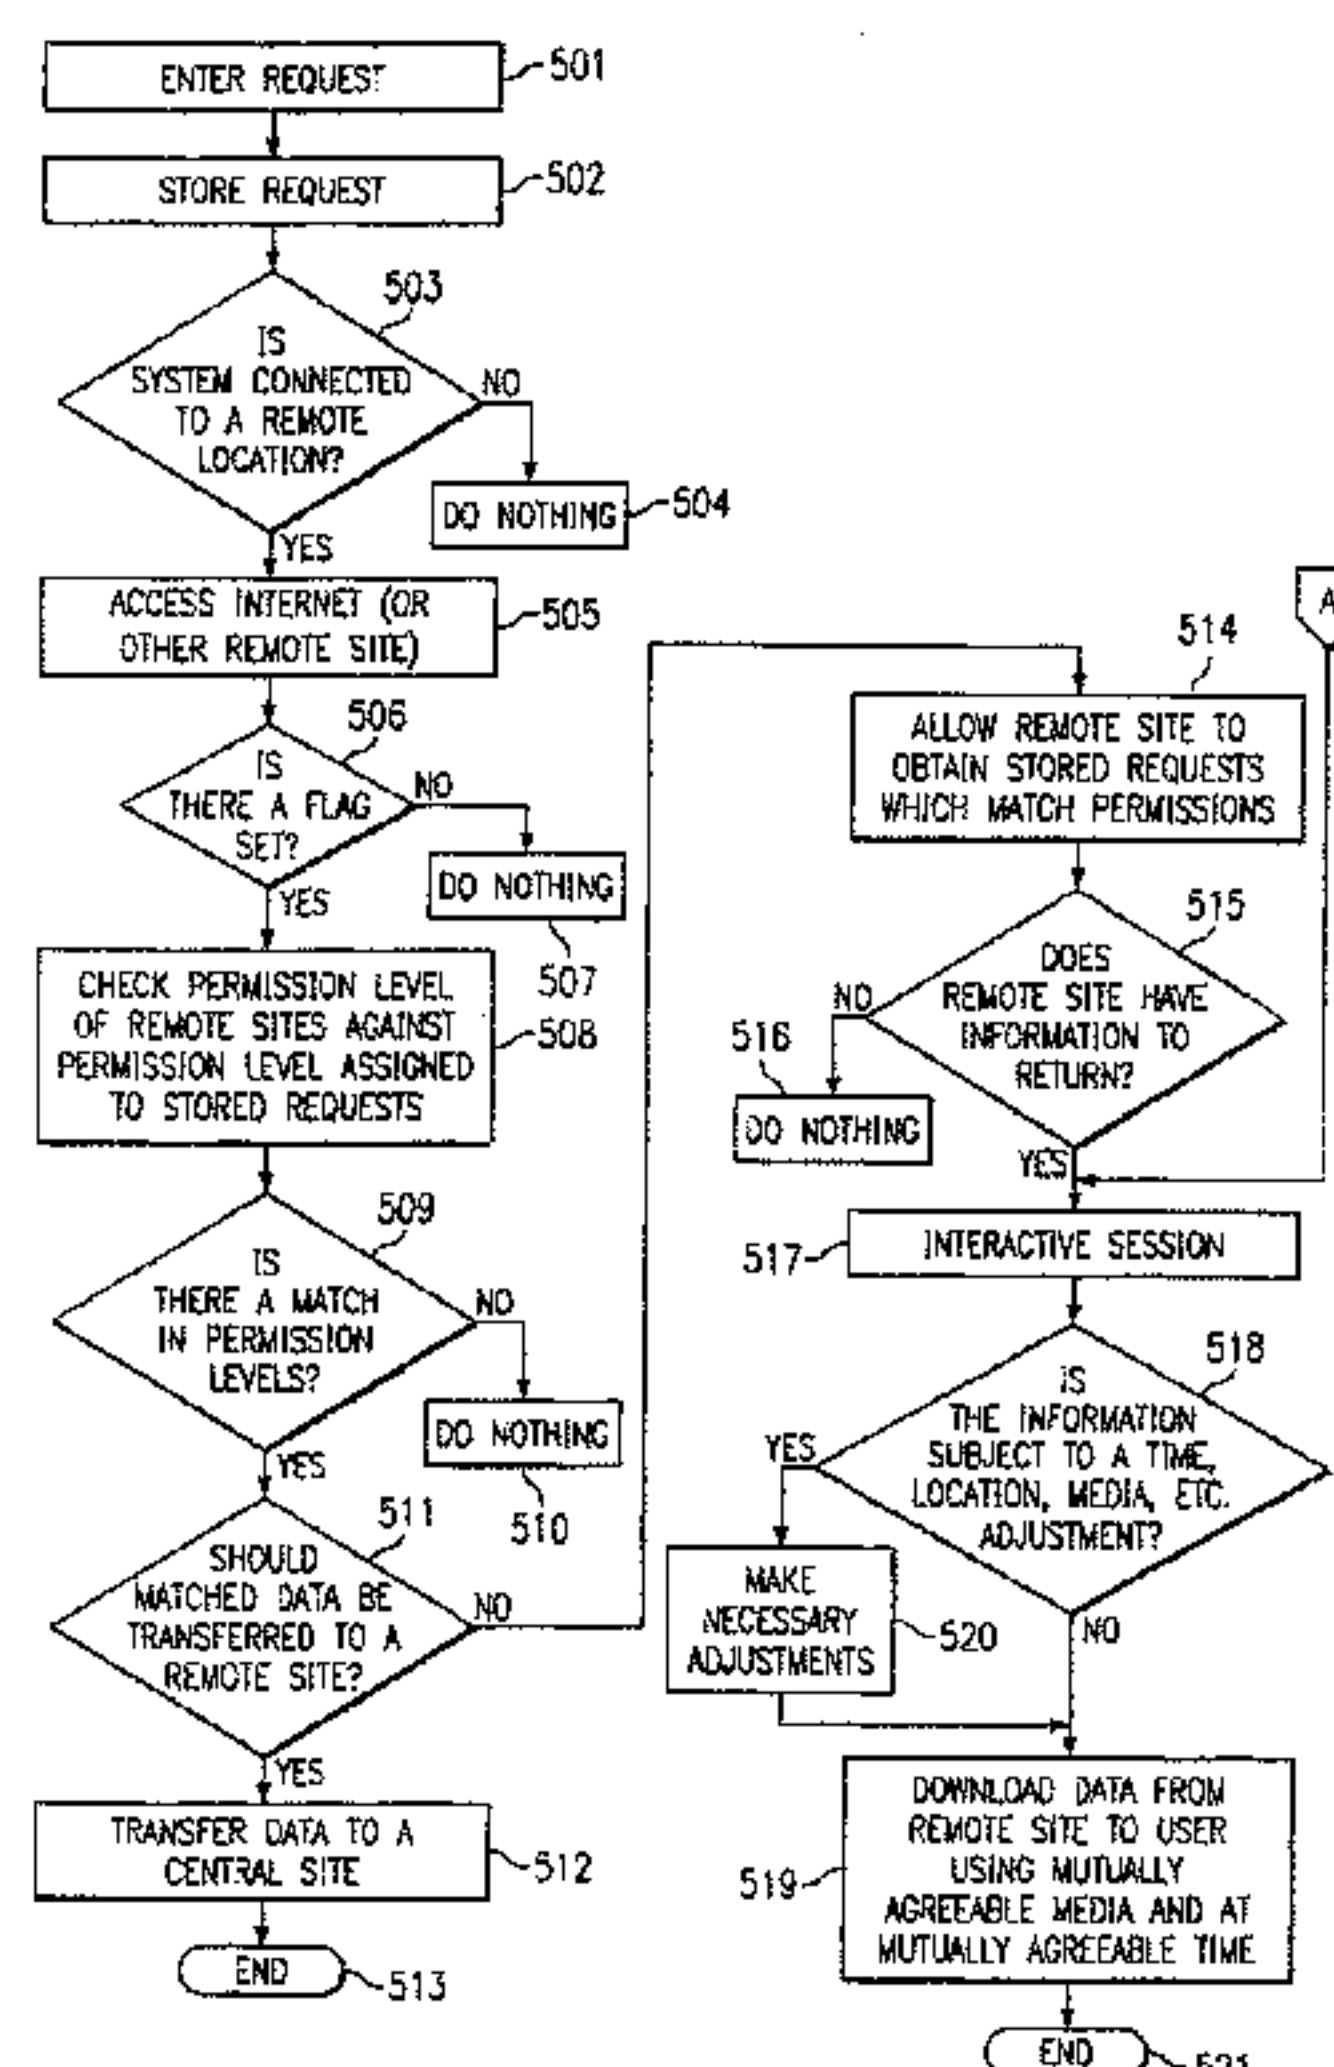 ENTER REQUEST
501
STORE REQUEST
502
503
IS
SYSTEM CONNECTED
TO A REMOTE
LOCATION?
NO
DO NOTHING
504
YES
ACCESS INTERNET (OR
OTHER REMOTE SITE)
505
506
IS
THERE A FLAG
SET?
NO
DO NOTHING
507
YES
CHECK PERMISSION LEVEL
OF REMOTE SITES AGAINST
PERMISSION LEVEL ASSIGNED
TO STORED REQUESTS
508
509
IS
THERE A MATCH
IN PERMISSION
LEVELS?
NO
DO NOTHING
510
YES
511
SHOULD
MATCHED DATA BE
TRANSFERRED TO A
REMOTE SITE?
NO
YES
TRANSFER DATA TO A
CENTRAL SITE
512
END
513
A
514
ALLOW REMOTE SITE TO
OBTAIN STORED REQUESTS
WHICH MATCH PERMISSIONS
515
DOES
REMOTE SITE HAVE
INFORMATION TO
RETURN?
NO
516
DO NOTHING
YES
517
INTERACTIVE SESSION
518
IS
THE INFORMATION
SUBJECT TO A TIME,
LOCATION, MEDIA, ETC.
ADJUSTMENT?
YES
MAKE
NECESSARY
ADJUSTMENTS
520
NO
DOWNLOAD DATA FROM
REMOTE SITE TO USER
USING MUTUALLY
AGREEABLE MEDIA AND AT
MUTUALLY AGREEABLE TIME
519
END
521